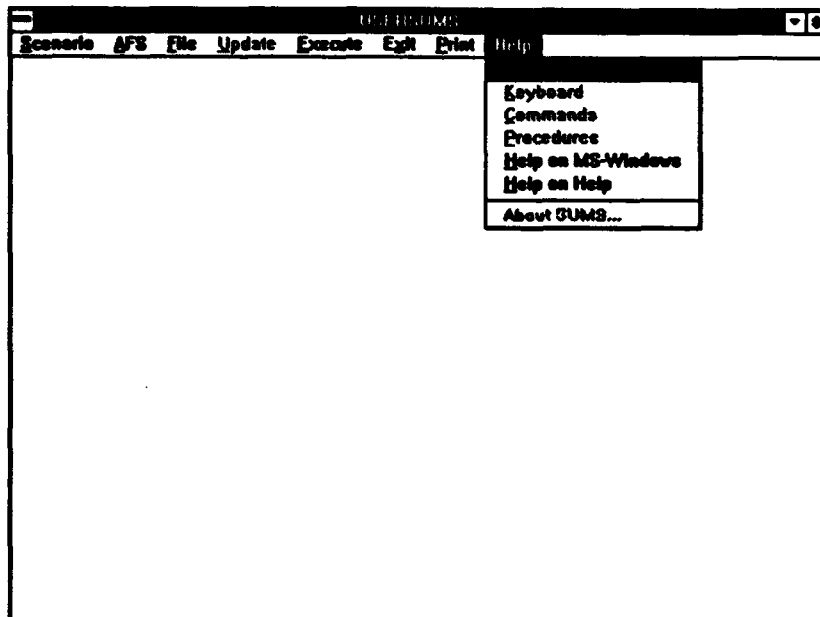 USERSUMS
Scenario AFS File Update Execute Exit Print Help
Keyboard
Commands
Procedures
Help on MS-Windows
Help on Help
About SUMS...